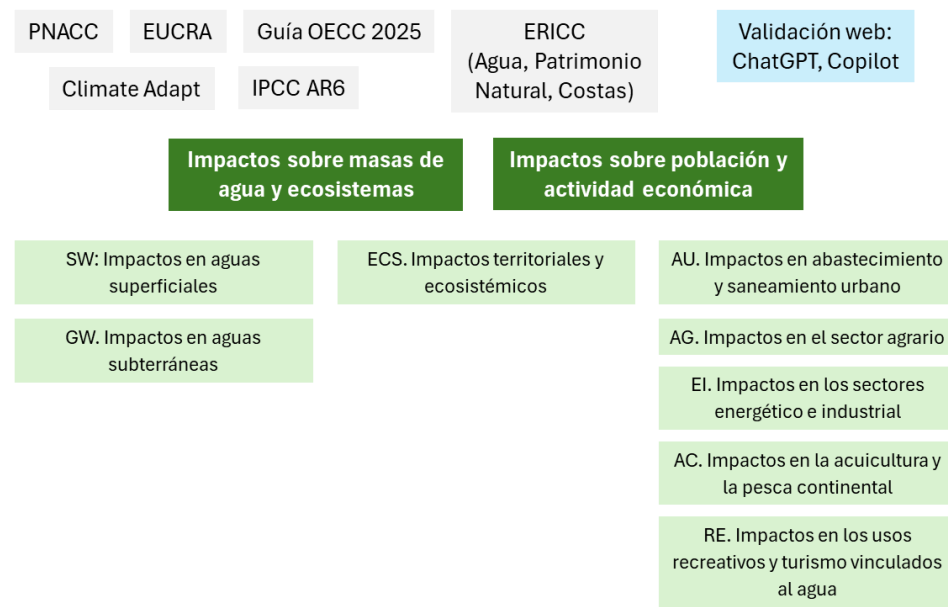 PNACC
EUCRA
Guía OECC 2025
ERICC
(Agua, Patrimonio
Natural, Costas)
Validación web:
ChatGPT, Copilot
Climate Adapt
IPCC AR6
Impactos sobre masas de
agua y ecosistemas
Impactos sobre población y
actividad económica
SW: Impactos en aguas
superficiales
GW. Impactos en aguas
subterráneas
ECS. Impactos territoriales y
ecosistémicos
AU. Impactos en abastecimiento
y saneamiento urbano
AG. Impactos en el sector agrario
EI. Impactos en los sectores
energético e industrial
AC. Impactos en la acuicultura y
la pesca continental
RE. Impactos en los usos
recreativos y turismo vinculados
al agua